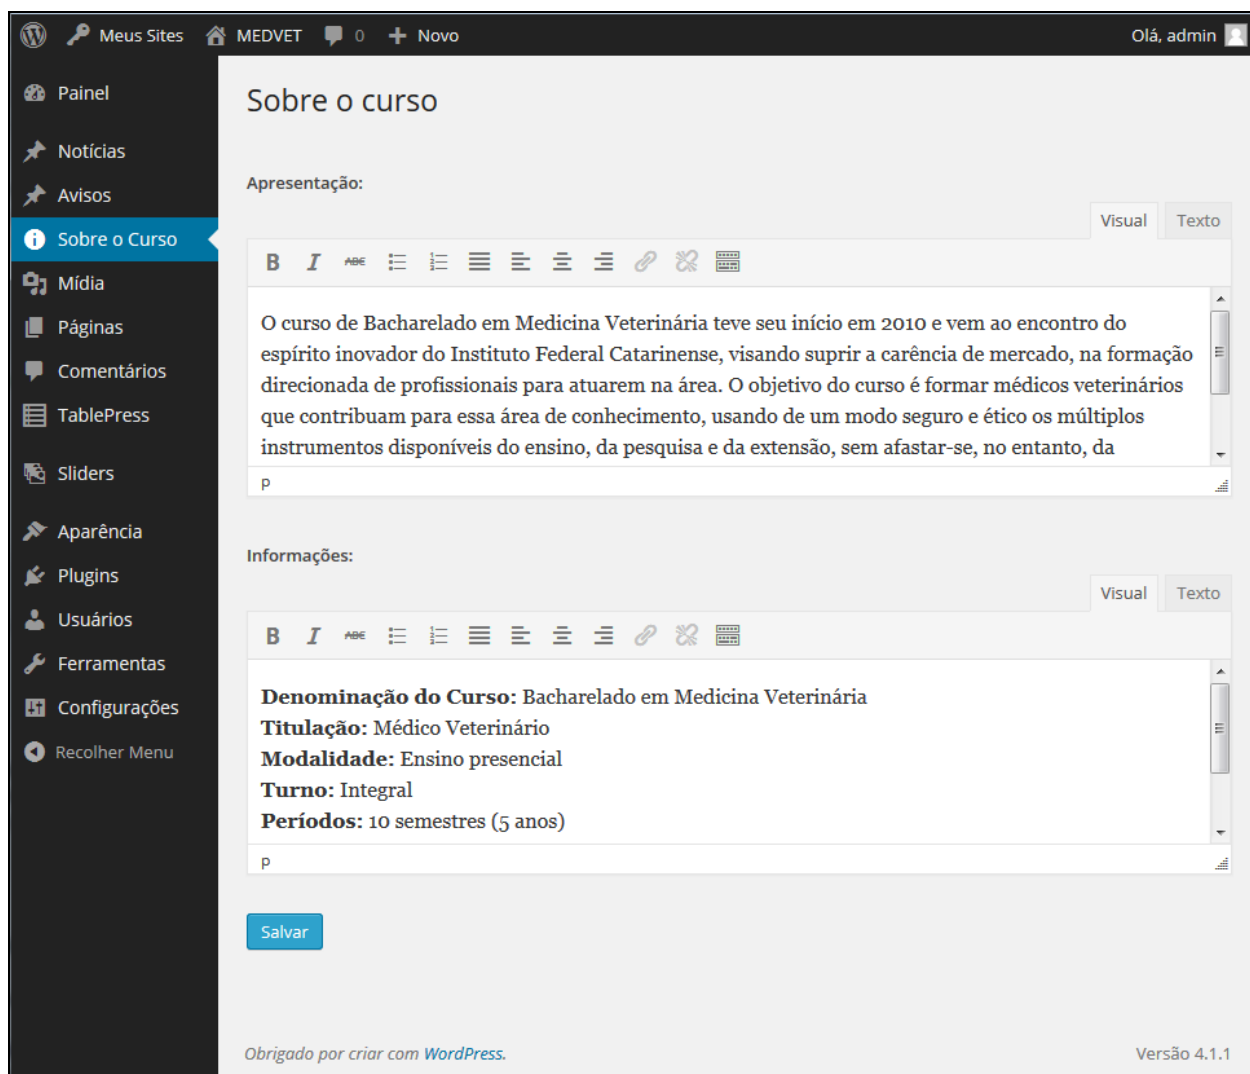 Meus Sites MEDVET 0 Novo Olá, admin
Painel
Notícias
Avisos
Sobre o Curso
Mídia
Páginas
Comentários
TablePress
Sliders
Aparência
Plugins
Usuários
Ferramentas
Configurações
Recolher Menu
Sobre o curso
Apresentação:
Visual Texto
B I ABC
O curso de Bacharelado em Medicina Veterinária teve seu início em 2010 e vem ao encontro do
espírito inovador do Instituto Federal Catarinense, visando suprir a carência de mercado, na formação
direcionada de profissionais para atuarem na área. O objetivo do curso é formar médicos veterinários
que contribuam para essa área de conhecimento, usando de um modo seguro e ético os múltiplos
instrumentos disponíveis do ensino, da pesquisa e da extensão, sem afastar-se, no entanto, da
p
Informações:
Visual Texto
B I ABC
Denominação do Curso: Bacharelado em Medicina Veterinária
Titulação: Médico Veterinário
Modalidade: Ensino presencial
Turno: Integral
Períodos: 10 semestres (5 anos)
p
Salvar
Obrigado por criar com WordPress. Versão 4.1.1